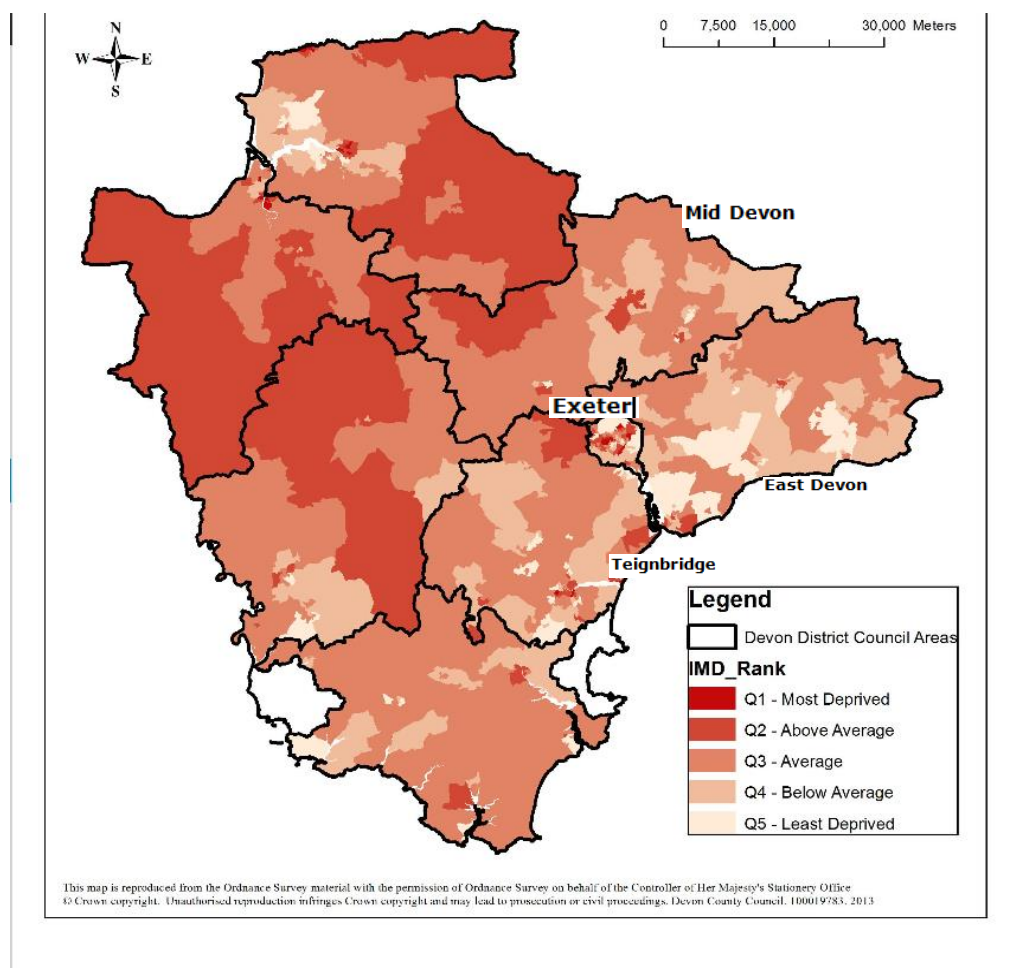 N
W E
S
0 7,500 15,000 30,000 Meters
Mid Devon
Exeter
East Devon
Teignbridge
Legend
Devon District Council Areas
IMD_Rank
Q1 - Most Deprived
Q2 - Above Average
Q3 - Average
Q4 - Below Average
Q5 - Least Deprived
This map is reproduced from the Ordnance Survey material with the permission of Ordnance Survey on behalf of the Controller of Her Majesty's Stationery Office
© Crown copyright. Unauthorised reproduction infringes Crown copyright and may lead to prosecution or civil proceedings. Devon County Council. 100019783. 2013